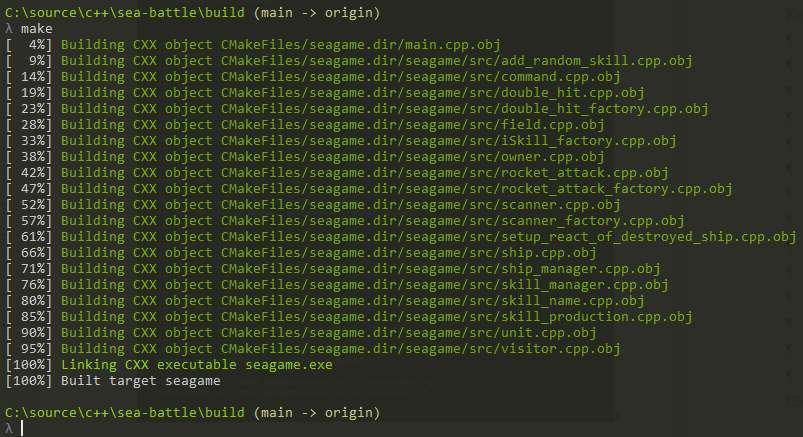 C:\source\c++\sea-battle\build (main -> origin)
λ make
[  4%] Building CXX object CMakeFiles/seagame.dir/main.cpp.obj
[  9%] Building CXX object CMakeFiles/seagame.dir/seagame/src/add_random_skill.cpp.obj
[ 14%] Building CXX object CMakeFiles/seagame.dir/seagame/src/command.cpp.obj
[ 19%] Building CXX object CMakeFiles/seagame.dir/seagame/src/double_hit.cpp.obj
[ 23%] Building CXX object CMakeFiles/seagame.dir/seagame/src/double_hit_factory.cpp.obj
[ 28%] Building CXX object CMakeFiles/seagame.dir/seagame/src/field.cpp.obj
[ 33%] Building CXX object CMakeFiles/seagame.dir/seagame/src/iSkill_factory.cpp.obj
[ 38%] Building CXX object CMakeFiles/seagame.dir/seagame/src/owner.cpp.obj
[ 42%] Building CXX object CMakeFiles/seagame.dir/seagame/src/rocket_attack.cpp.obj
[ 47%] Building CXX object CMakeFiles/seagame.dir/seagame/src/rocket_attack_factory.cpp.obj
[ 52%] Building CXX object CMakeFiles/seagame.dir/seagame/src/scanner.cpp.obj
[ 57%] Building CXX object CMakeFiles/seagame.dir/seagame/src/scanner_factory.cpp.obj
[ 61%] Building CXX object CMakeFiles/seagame.dir/seagame/src/setup_react_of_destroyed_ship.cpp.obj
[ 66%] Building CXX object CMakeFiles/seagame.dir/seagame/src/ship.cpp.obj
[ 71%] Building CXX object CMakeFiles/seagame.dir/seagame/src/ship_manager.cpp.obj
[ 76%] Building CXX object CMakeFiles/seagame.dir/seagame/src/skill_manager.cpp.obj
[ 80%] Building CXX object CMakeFiles/seagame.dir/seagame/src/skill_name.cpp.obj
[ 85%] Building CXX object CMakeFiles/seagame.dir/seagame/src/skill_production.cpp.obj
[ 90%] Building CXX object CMakeFiles/seagame.dir/seagame/src/unit.cpp.obj
[ 95%] Building CXX object CMakeFiles/seagame.dir/seagame/src/visitor.cpp.obj
[100%] Linking CXX executable seagame.exe
[100%] Built target seagame
C:\source\c++\sea-battle\build (main -> origin)
λ